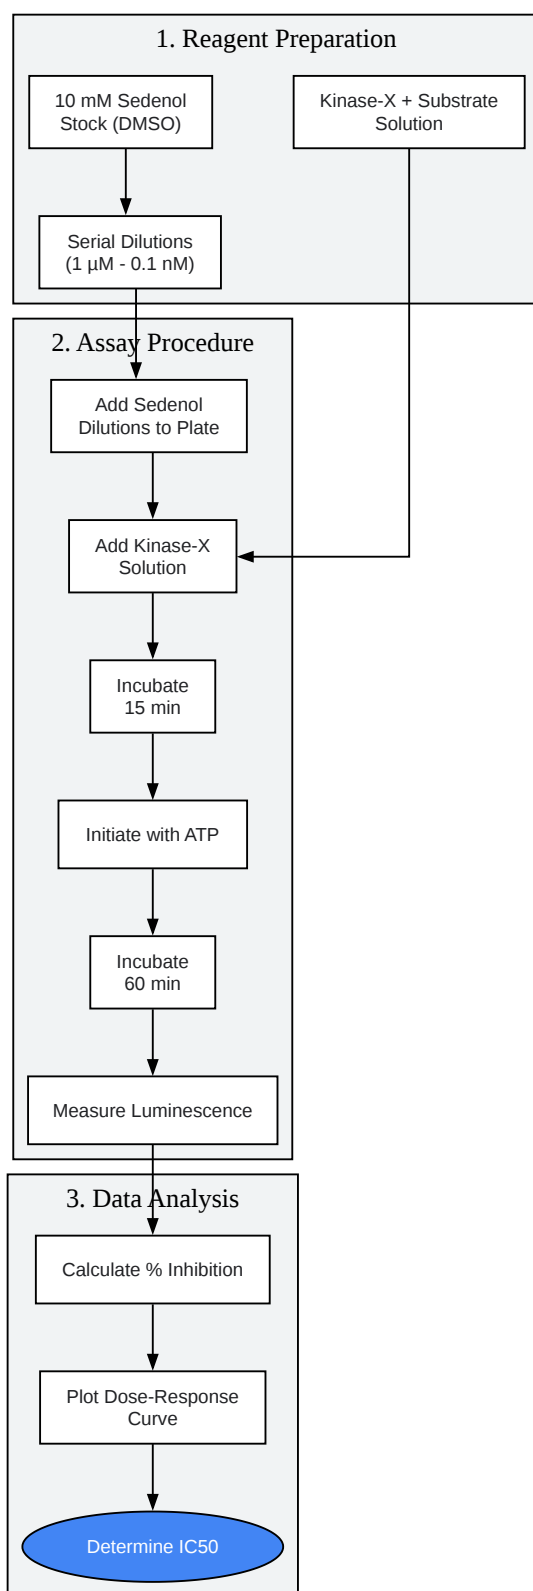 1. Reagent Preparation
10 mM Sedenol
Stock (DMSO)
Kinase-X + Substrate
Solution
Serial Dilutions
(1 µM - 0.1 nM)
2. Assay Procedure
Add Sedenol
Dilutions to Plate
Add Kinase-X
Solution
Incubate
15 min
Initiate with ATP
Incubate
60 min
Measure Luminescence
3. Data Analysis
Calculate % Inhibition
Plot Dose-Response
Curve
Determine IC50